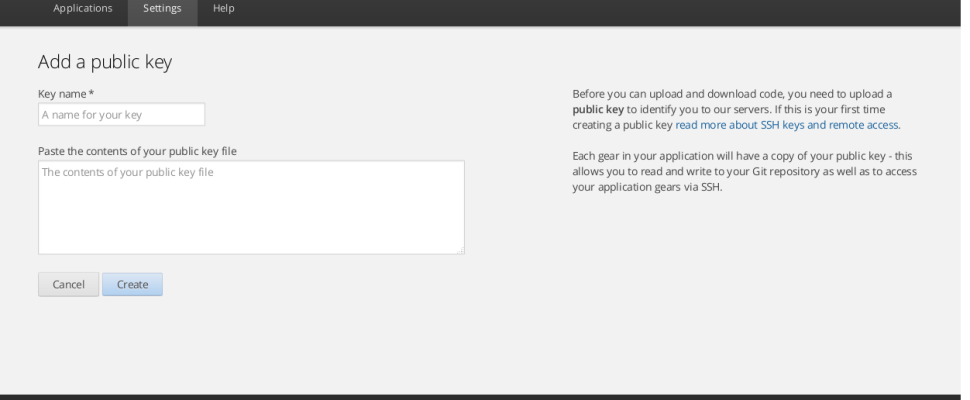 Applications Settings Help
Add a public key
Key name *
A name for your key
Paste the contents of your public key file
The contents of your public key file
Cancel Create
Before you can upload and download code, you need to upload a
public key to identify you to our servers. If this is your first time
creating a public key read more about SSH keys and remote access.
Each gear in your application will have a copy of your public key - this
allows you to read and write to your Git repository as well as to access
your application gears via SSH.